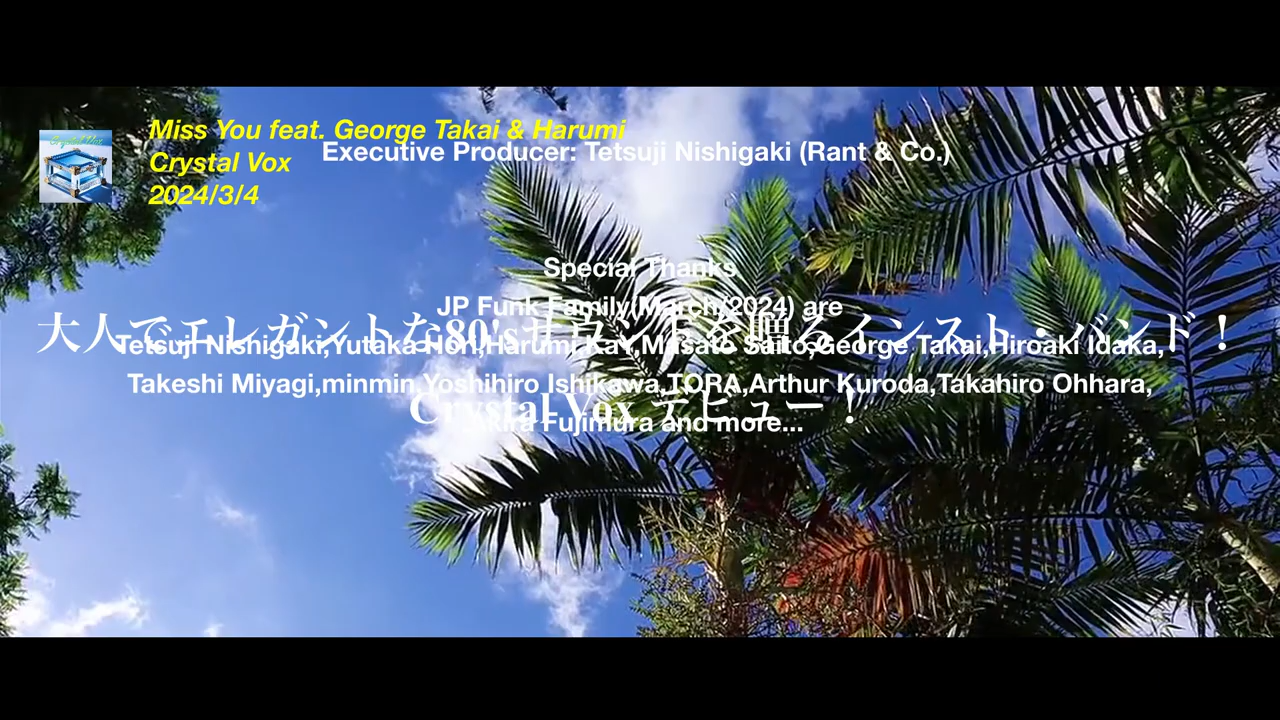 Crystal Vox
Miss You feat. George Takai & Harumi
Crystal Vox
2024/3/4
Executive Producer: Tetsuji Nishigaki (Rant & Co.)
Special Thanks
JP Funk Family(March/2024) are
大人でエレガントな80'sサウンドを贈るインスト・バンド！
Tetsuji Nishigaki,Yutaka Hori,Harumi,KaY,Masato Saito,George Takai,Hiroaki Idaka,
Takeshi Miyagi,minmin,Yoshihiro Ishikawa,TORA,Arthur Kuroda,Takahiro Ohhara,
Crystal Vox デビュー！
Akira Fujimura and more...